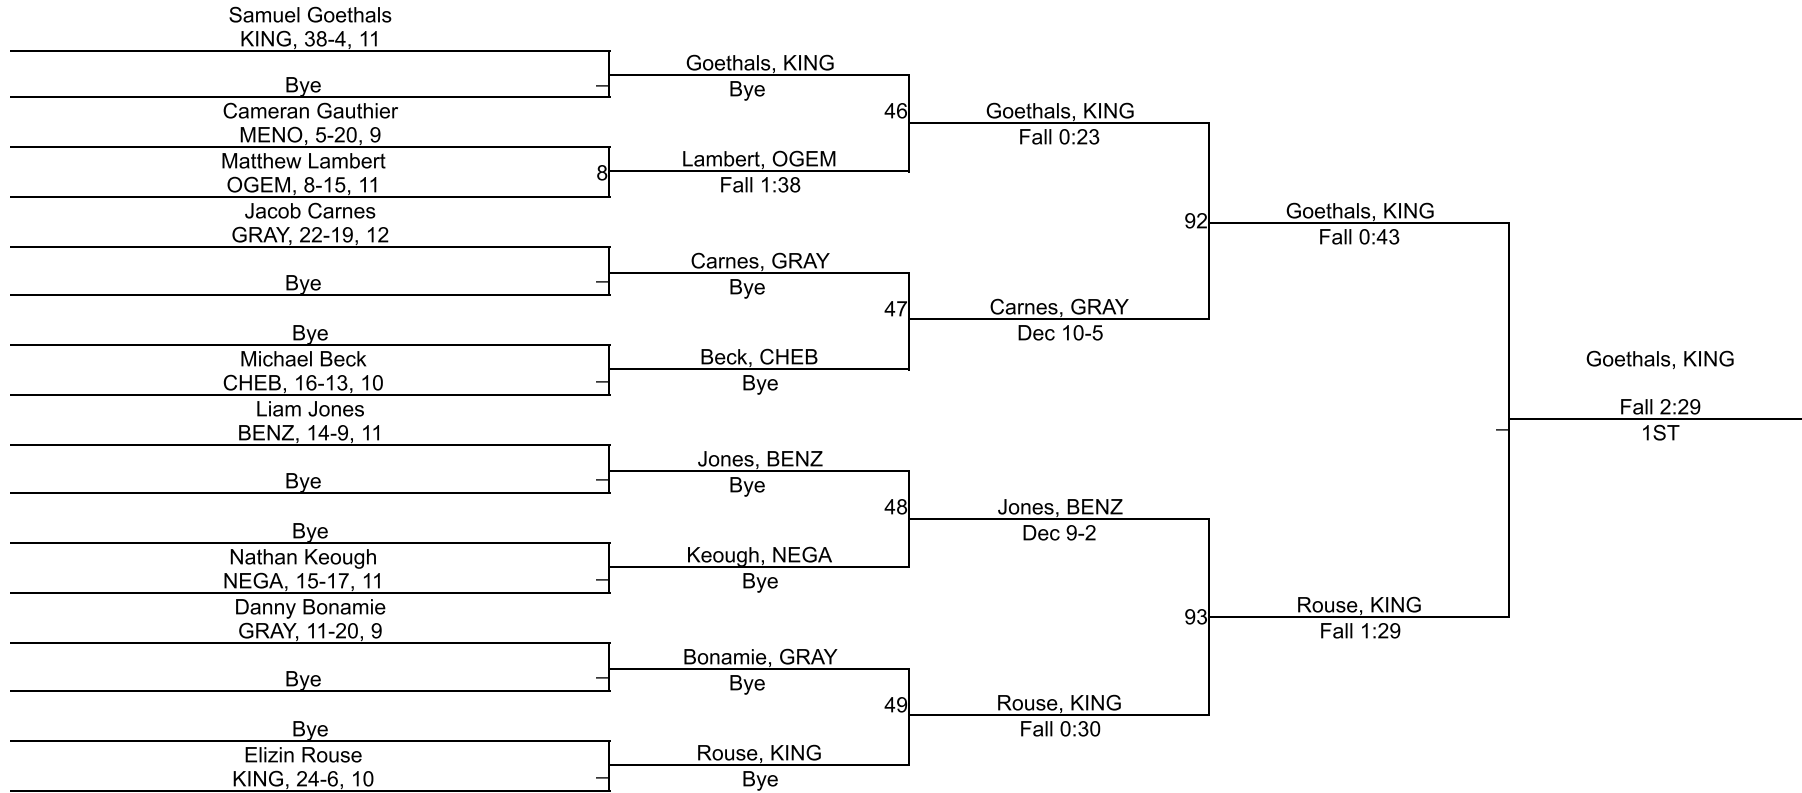 Samuel Goethals
KING, 38-4, 11
Bye
Cameran Gauthier
MENO, 5-20, 9
Matthew Lambert
OGEM, 8-15, 11
Jacob Carnes
GRAY, 22-19, 12
Bye
Bye
Michael Beck
CHEB, 16-13, 10
Liam Jones
BENZ, 14-9, 11
Bye
Bye
Nathan Keough
NEGA, 15-17, 11
Danny Bonamie
GRAY, 11-20, 9
Bye
Bye
Elizin Rouse
KING, 24-6, 10
8
Goethals, KING
Bye
Lambert, OGEM
Fall 1:38
Carnes, GRAY
Bye
Beck, CHEB
Bye
Jones, BENZ
Bye
Keough, NEGA
Bye
Bonamie, GRAY
Bye
Rouse, KING
Bye
46
47
48
49
Goethals, KING
Fall 0:23
Carnes, GRAY
Dec 10-5
Jones, BENZ
Dec 9-2
Rouse, KING
Fall 0:30
92
93
Goethals, KING
Fall 0:43
Rouse, KING
Fall 1:29
Goethals, KING
Fall 2:29
1ST